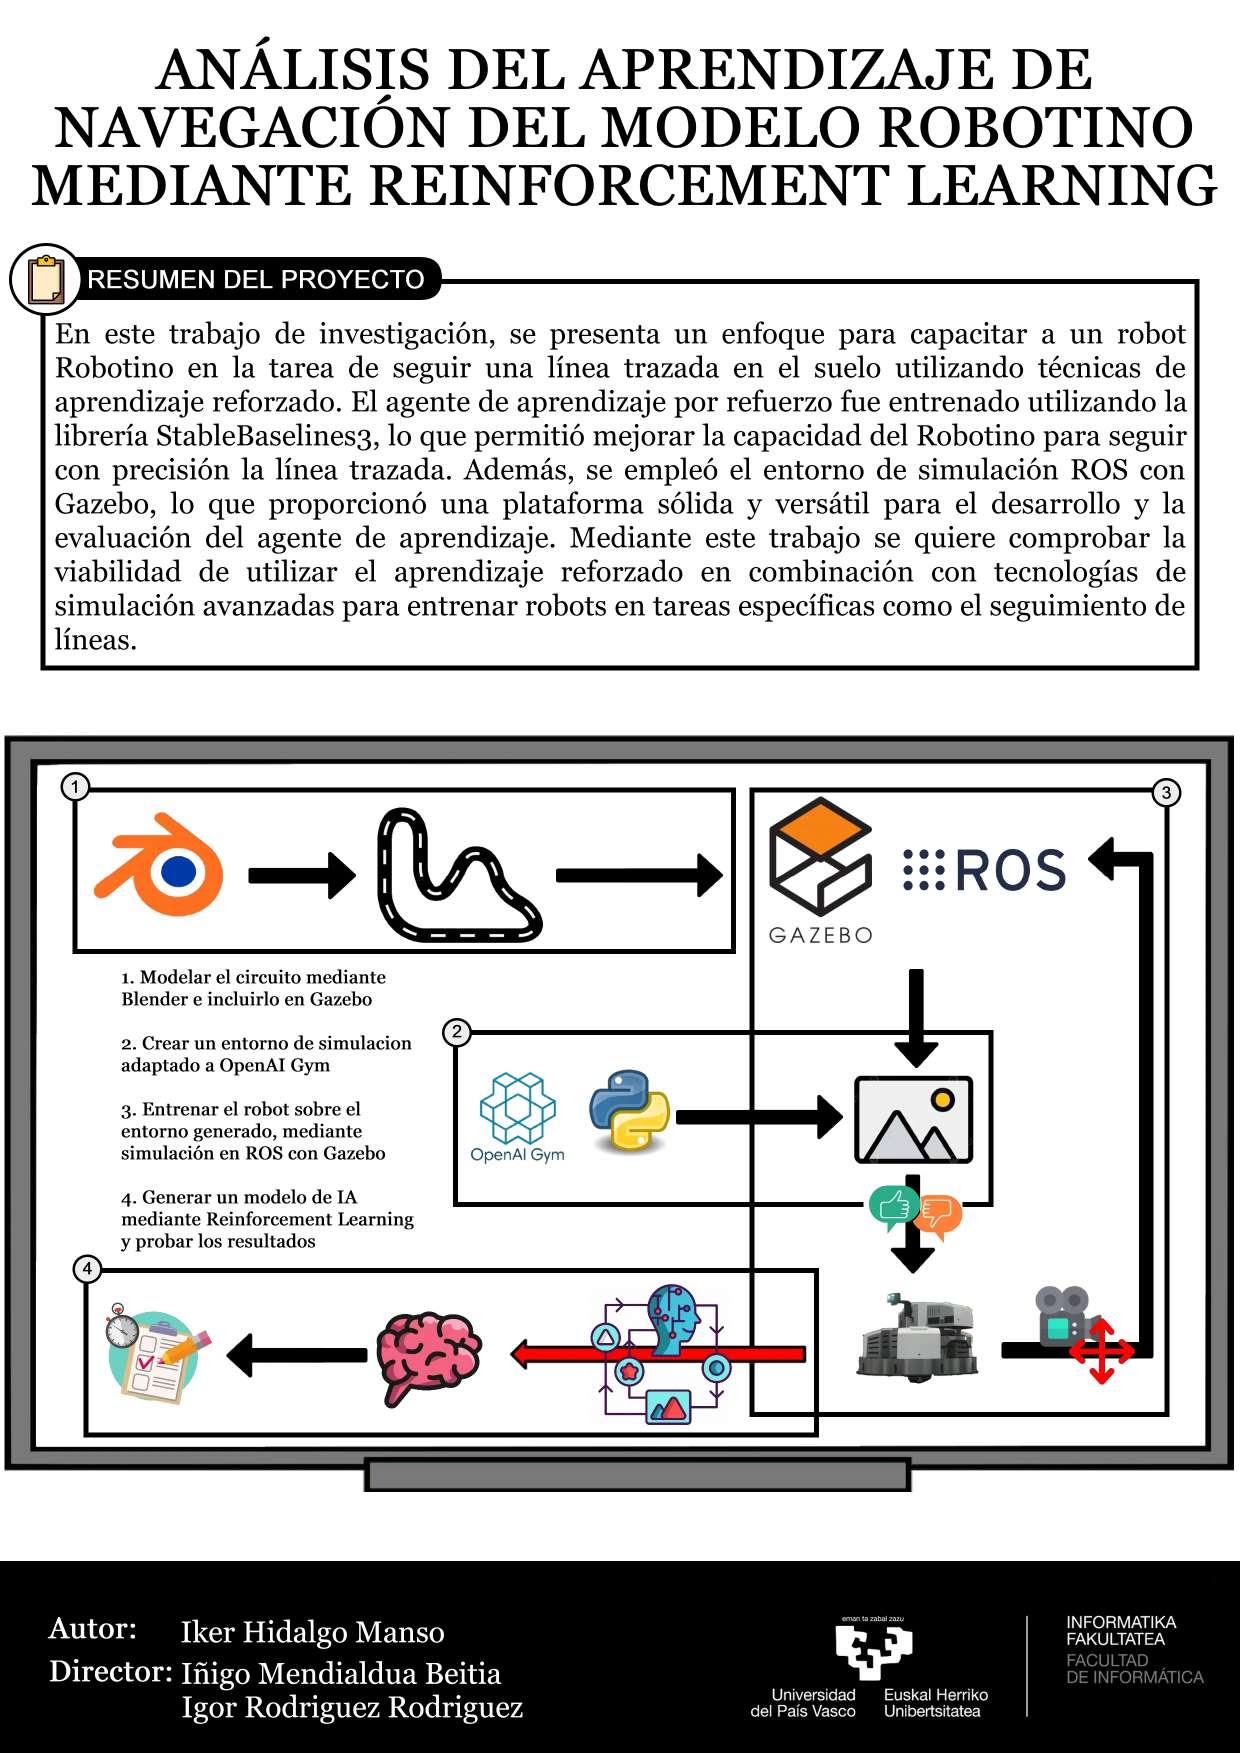 ANÁLISIS DEL APRENDIZAJE DE
NAVEGACIÓN DEL MODELO ROBOTINO
MEDIANTE REINFORCEMENT LEARNING
RESUMEN DEL PROYECTO
En este trabajo de investigación, se presenta un enfoque para capacitar a un robot
Robotino en la tarea de seguir una línea trazada en el suelo utilizando técnicas de
aprendizaje reforzado. El agente de aprendizaje por refuerzo fue entrenado utilizando la
librería StableBaselines3, lo que permitió mejorar la capacidad del Robotino para seguir
con precisión la línea trazada. Además, se empleó el entorno de simulación ROS con
Gazebo, lo que proporcionó una plataforma sólida y versátil para el desarrollo y la
evaluación del agente de aprendizaje. Mediante este trabajo se quiere comprobar la
viabilidad de utilizar el aprendizaje reforzado en combinación con tecnologías de
simulación avanzadas para entrenar robots en tareas específicas como el seguimiento de
líneas.
1
3
GAZEBO
ROS
1. Modelar el circuito mediante
Blender e incluirlo en Gazebo
2. Crear un entorno de simulacion
adaptado a OpenAI Gym
3. Entrenar el robot sobre el
entorno generado, mediante
simulación en ROS con Gazebo
4. Generar un modelo de IA
mediante Reinforcement Learning
y probar los resultados
2
OpenAI Gym
4
Autor: Iker Hidalgo Manso
Director: Iñigo Mendialdua Beitia
Igor Rodriguez Rodriguez
eman ta zabal zazu
Universidad
del País Vasco
Euskal Herriko
Unibertsitatea
INFORMATIKA
FAKULTATEA
FACULTAD
DE INFORMÁTICA